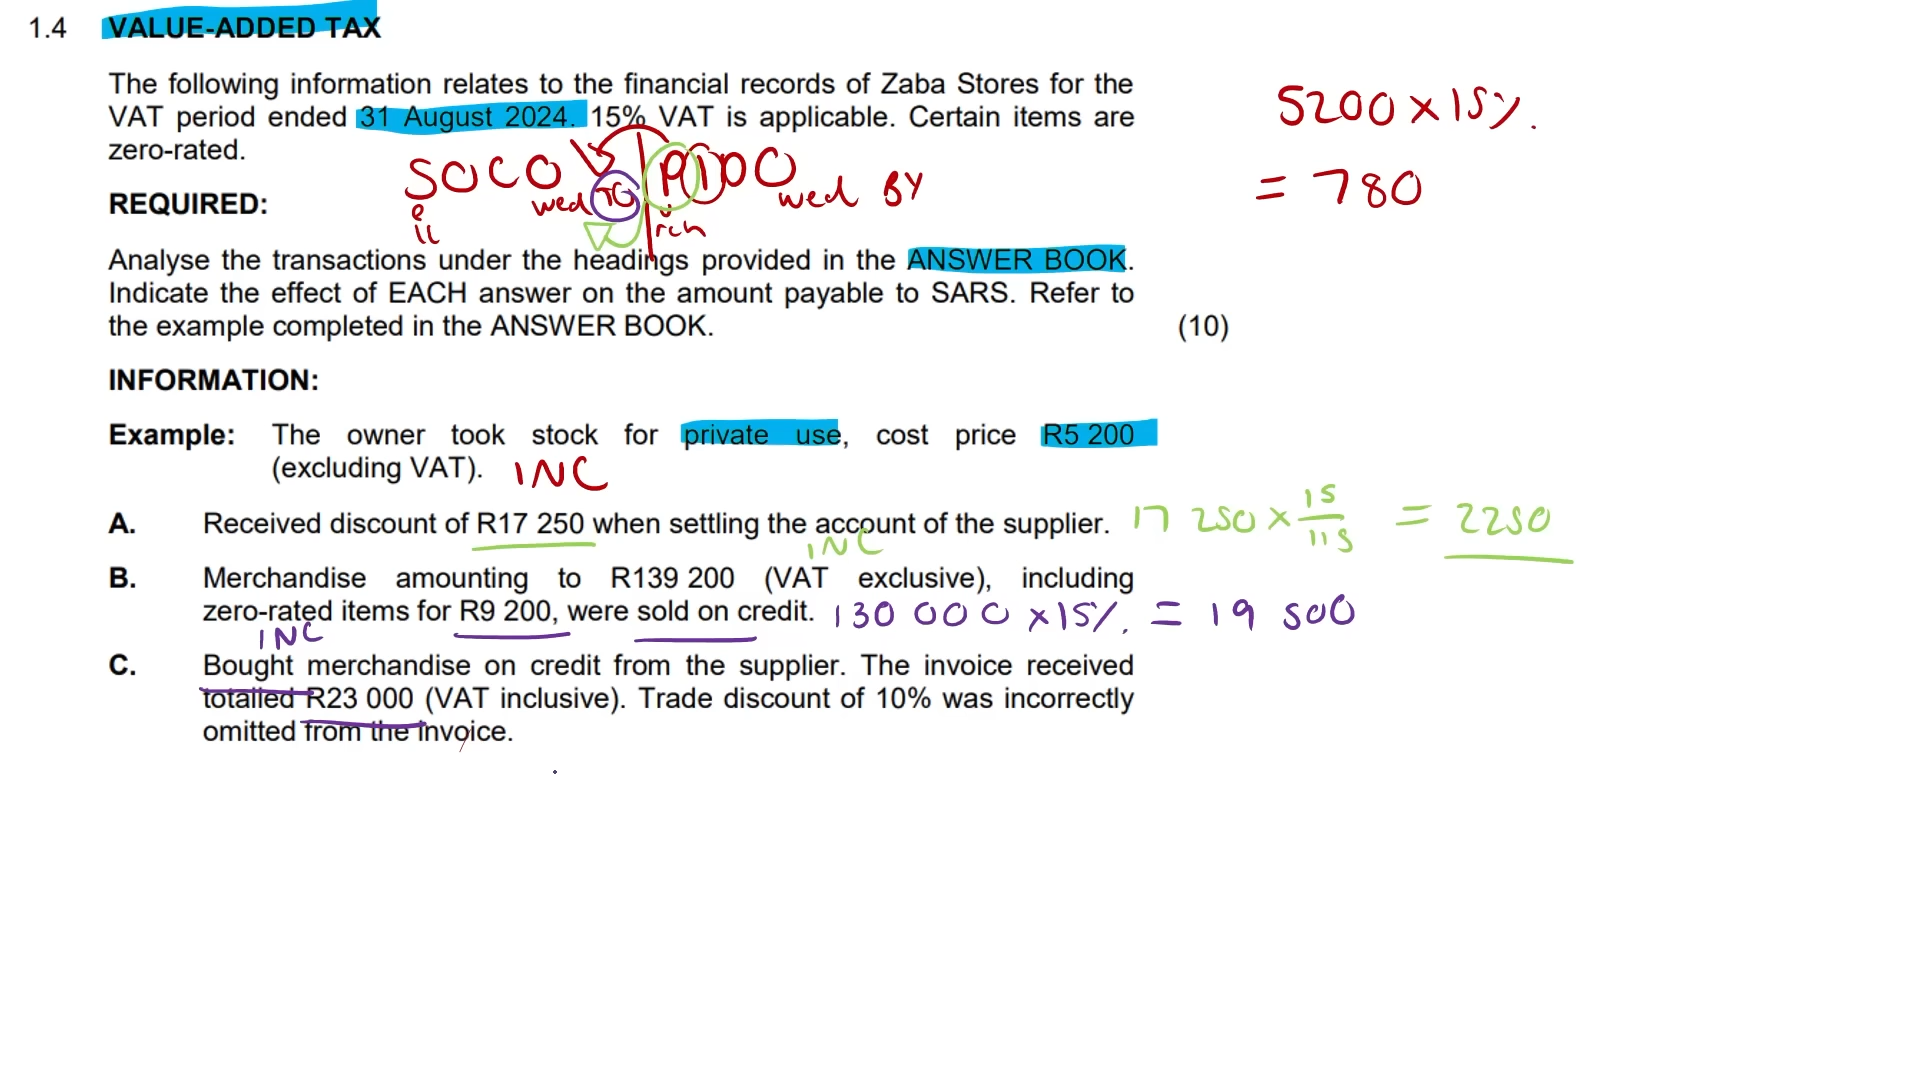 1.4 VALUE-ADDED TAX
The following information relates to the financial records of Zaba Stores for the
VAT period ended 31 August 2024. 15% VAT is applicable. Certain items are
zero-rated.
5200 x 15%.
= 780
SOCO wed TO | PIDO wed BY
ell
rch
REQUIRED:
Analyse the transactions under the headings provided in the ANSWER BOOK.
Indicate the effect of EACH answer on the amount payable to SARS. Refer to
the example completed in the ANSWER BOOK. (10)
INFORMATION:
Example: The owner took stock for private use, cost price R5 200
(excluding VAT). INC
A. Received discount of R17 250 when settling the account of the supplier. 17 250 x 15/115 = 2250
INC
B. Merchandise amounting to R139 200 (VAT exclusive), including
zero-rated items for R9 200, were sold on credit. 130 000 x 15%. = 19 500
INC
C. Bought merchandise on credit from the supplier. The invoice received
totalled R23 000 (VAT inclusive). Trade discount of 10% was incorrectly
omitted from the invoice.